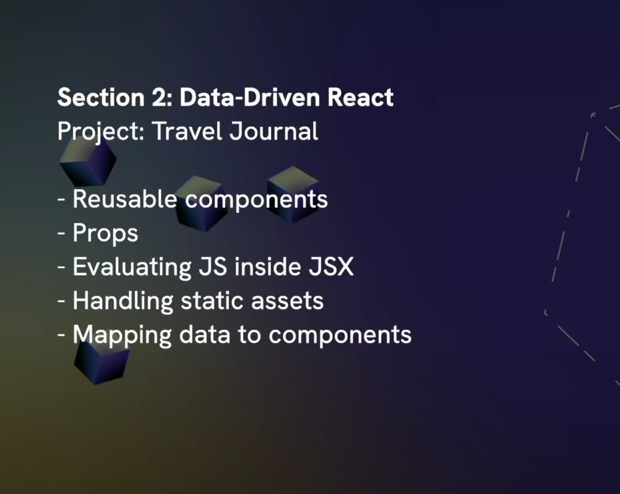 Section 2: Data-Driven React
Project: Travel Journal
- Reusable components
- Props
- Evaluating JS inside JSX
- Handling static assets
- Mapping data to components